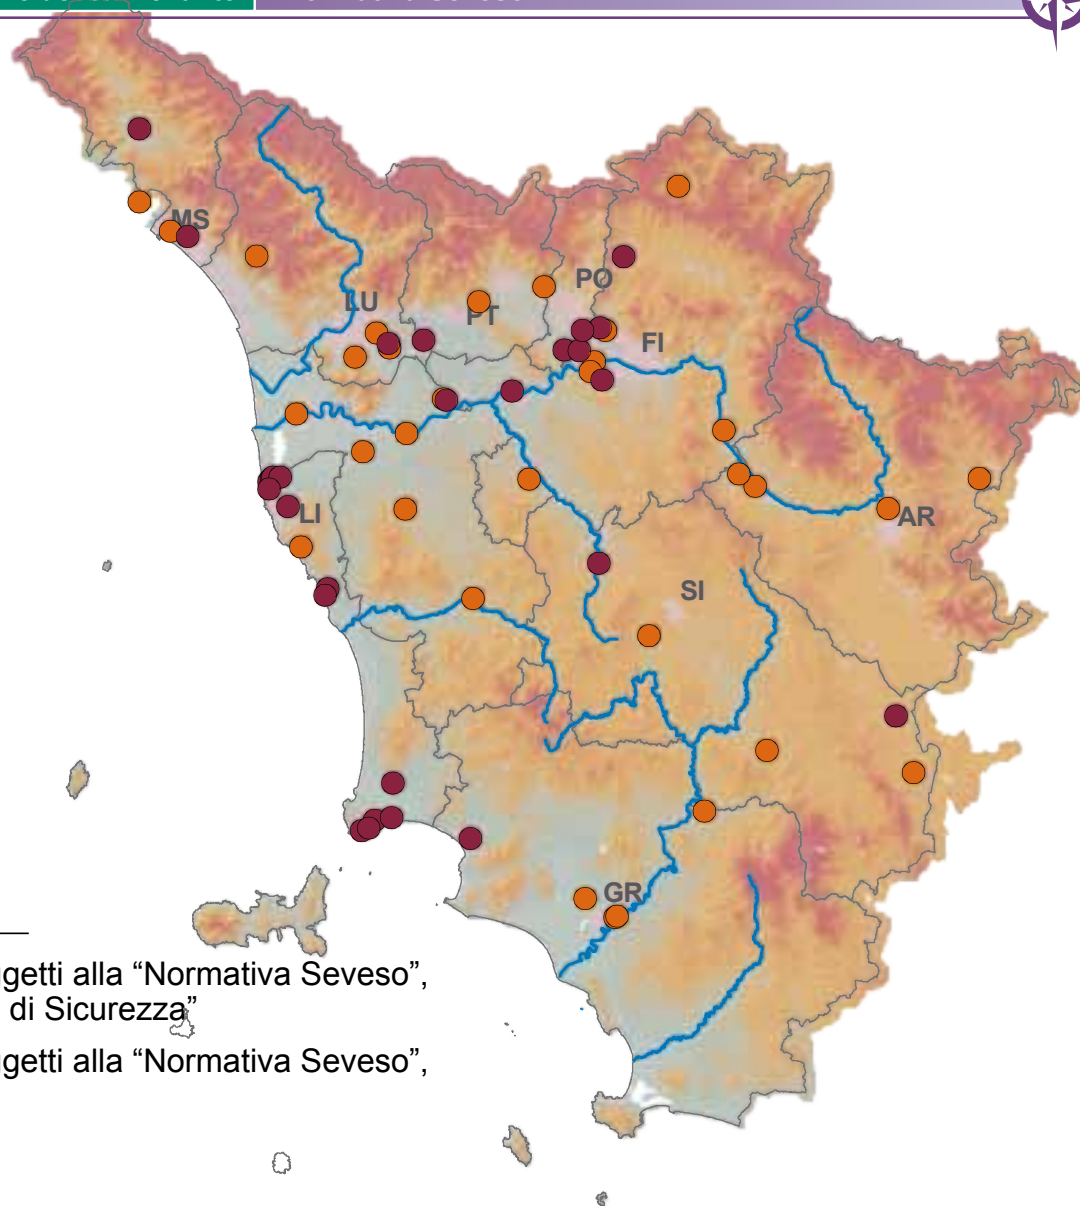 MS
LU
PT
PO
FI
LI
AR
SI
GR
getti alla “Normativa Seveso”,
di Sicurezza”
getti alla “Normativa Seveso”,